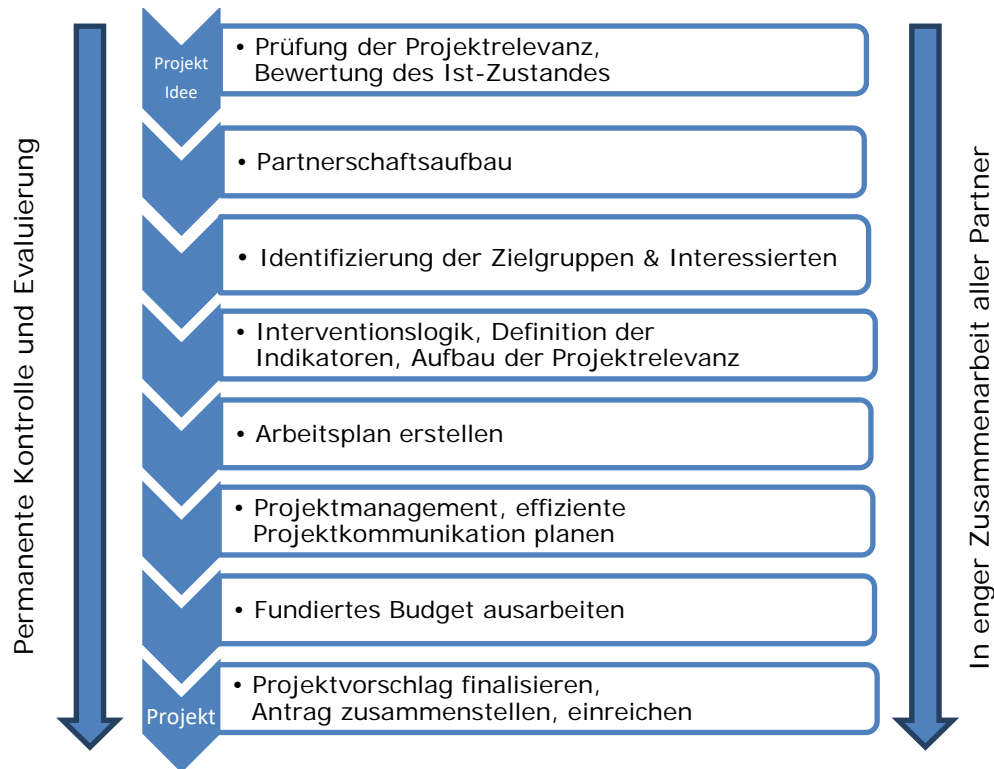 Permanente Kontrolle und Evaluierung
Projekt
Idee
• Prüfung der Projektrelevanz,
Bewertung des Ist-Zustandes
• Partnerschaftsaufbau
• Identifizierung der Zielgruppen & Interessierten
• Interventionslogik, Definition der
Indikatoren, Aufbau der Projektrelevanz
• Arbeitsplan erstellen
• Projektmanagement, effiziente
Projektkommunikation planen
• Fundiertes Budget ausarbeiten
Projekt
• Projektvorschlag finalisieren,
Antrag zusammenstellen, einreichen
In enger Zusammenarbeit aller Partner